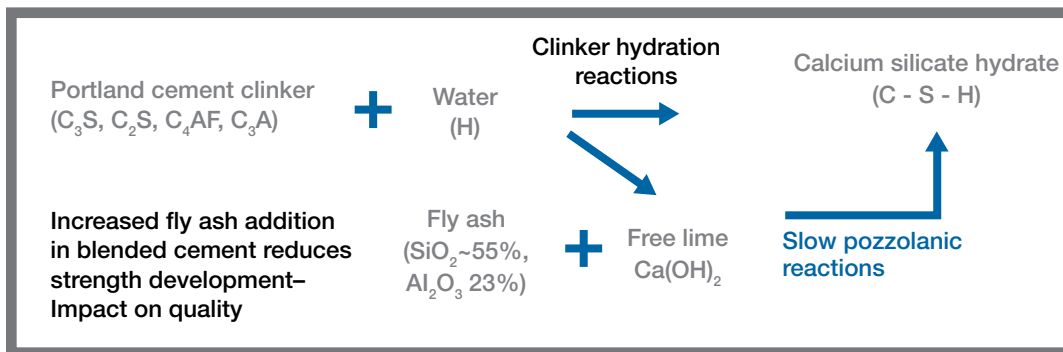 Portland cement clinker
(C₃S, C₂S, C₄AF, C₃A)
+
Water
(H)
Clinker hydration
reactions
Calcium silicate hydrate
(C - S - H)
Increased fly ash addition
in blended cement reduces
strength development–
Impact on quality
Fly ash
(SiO₂~55%,
Al₂O₃ 23%)
+
Free lime
Ca(OH)₂
Slow pozzolanic
reactions